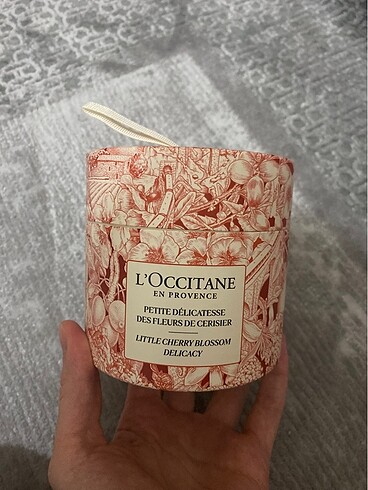 L'OCCITANE
EN PROVENCE
PETITE DÉLICATESSE
DES FLEURS DE CERISIER
LITTLE CHERRY BLOSSOM
DELICACY